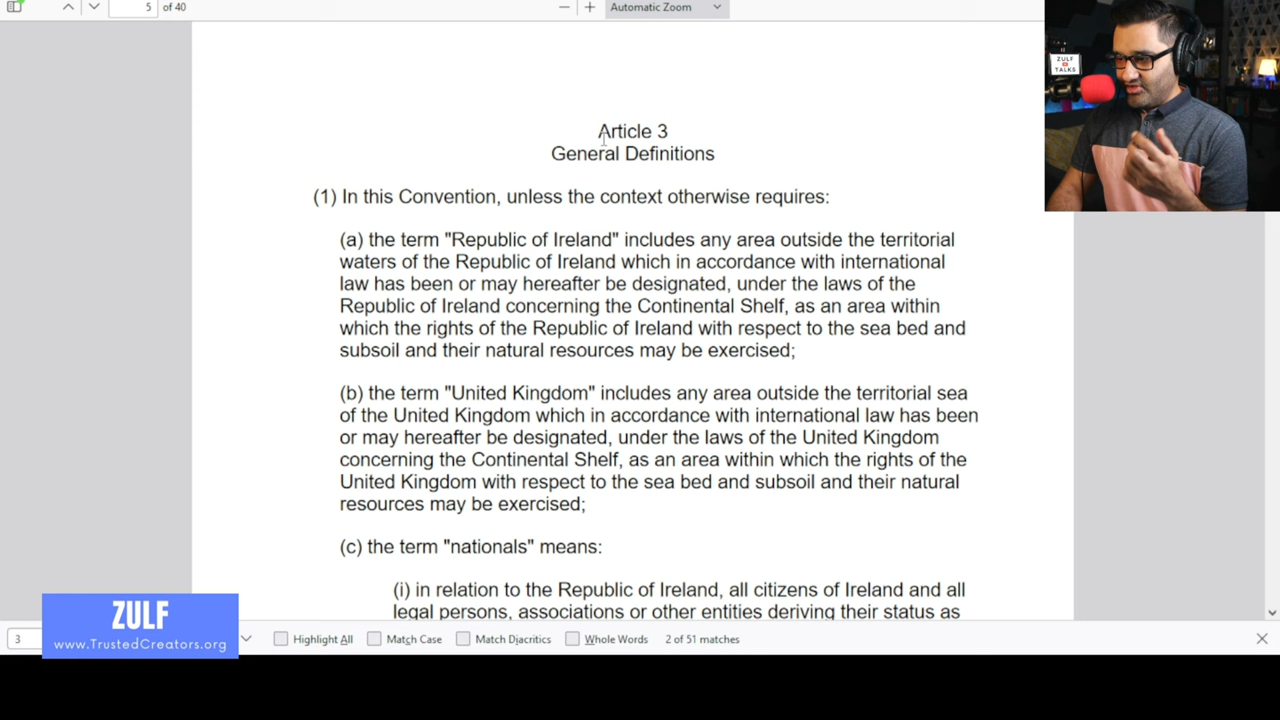 5 of 40
Automatic Zoom
ZULF
TALKS
Article 3
General Definitions
(1) In this Convention, unless the context otherwise requires:
(a) the term "Republic of Ireland" includes any area outside the territorial
waters of the Republic of Ireland which in accordance with international
law has been or may hereafter be designated, under the laws of the
Republic of Ireland concerning the Continental Shelf, as an area within
which the rights of the Republic of Ireland with respect to the sea bed and
subsoil and their natural resources may be exercised;
(b) the term "United Kingdom" includes any area outside the territorial sea
of the United Kingdom which in accordance with international law has been
or may hereafter be designated, under the laws of the United Kingdom
concerning the Continental Shelf, as an area within which the rights of the
United Kingdom with respect to the sea bed and subsoil and their natural
resources may be exercised;
(c) the term "nationals" means:
(i) in relation to the Republic of Ireland, all citizens of Ireland and all
legal persons, associations or other entities deriving their status as
ZULF
www.TrustedCreators.org
3
Highlight All Match Case Match Diacritics Whole Words 2 of 51 matches